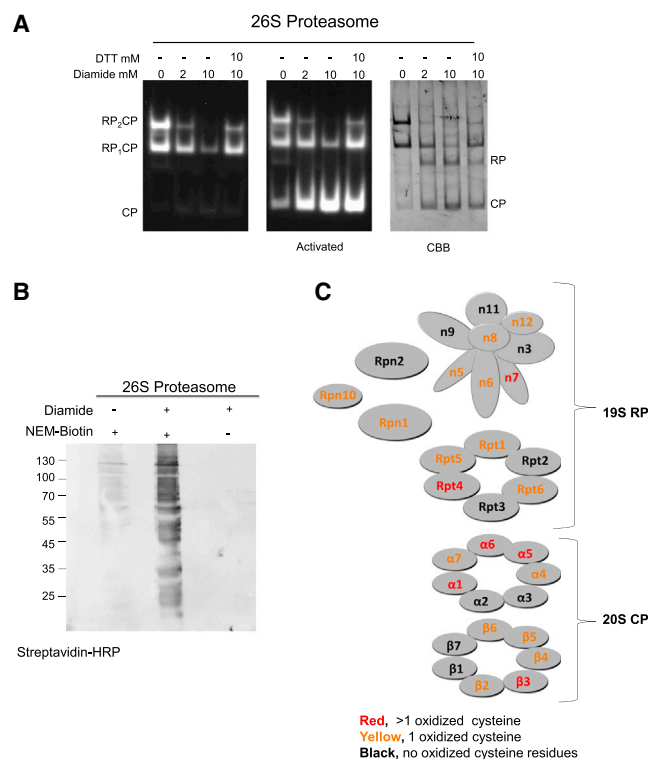 A
26S Proteasome
DTT mM - - - 10 - - - 10 - - - 10
Diamide mM 0 2 10 10 0 2 10 10 0 2 10 10
RP2CP
RP1CP
RP
CP
CP
Activated
CBB
B
26S Proteasome
Diamide - + +
NEM-Biotin + + -
130
100
70
55
45
35
25
Streptavidin-HRP
C
n11
n12
n9
n8
n3
Rpn2
n5
n6
n7
Rpn10
Rpn1
19S RP
Rpt1
Rpt5
Rpt2
Rpt4
Rpt6
Rpt3
α6
α7
α5
α4
α1
α2
α3
20S CP
β6
β7
β5
β4
β1
β2
β3
Red, >1 oxidized cysteine
Yellow, 1 oxidized cysteine
Black, no oxidized cysteine residues